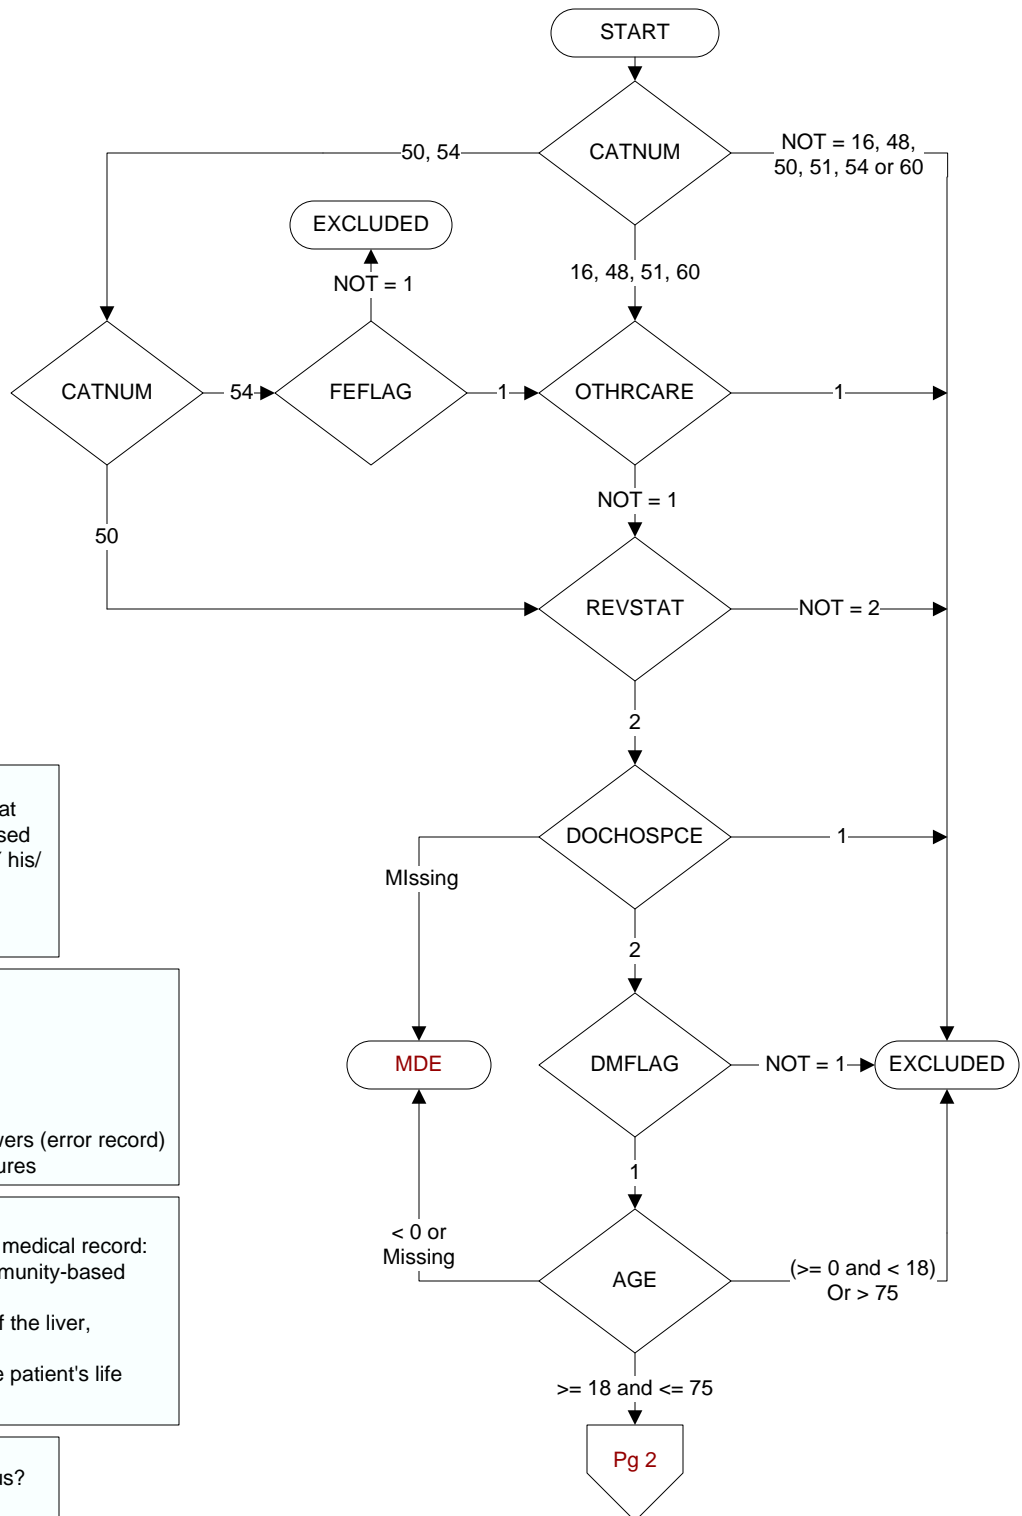 START
CATNUM
50, 54
NOT = 16, 48,
50, 51, 54 or 60
EXCLUDED
NOT = 1
16, 48, 51, 60
CATNUM
54
FEFLAG
1
OTHRCARE
1
NOT = 1
50
REVSTAT
NOT = 2
2
at
sed
his/
DOCHOSPCE
1
MIssing
2
MDE
DMFLAG
NOT = 1
EXCLUDED
vers (error record)
ures
1
medical record:
munity-based
f the liver,
e patient's life
< 0 or
Missing
AGE
(>= 0 and < 18)
Or > 75
>= 18 and <= 75
Pg 2
us?